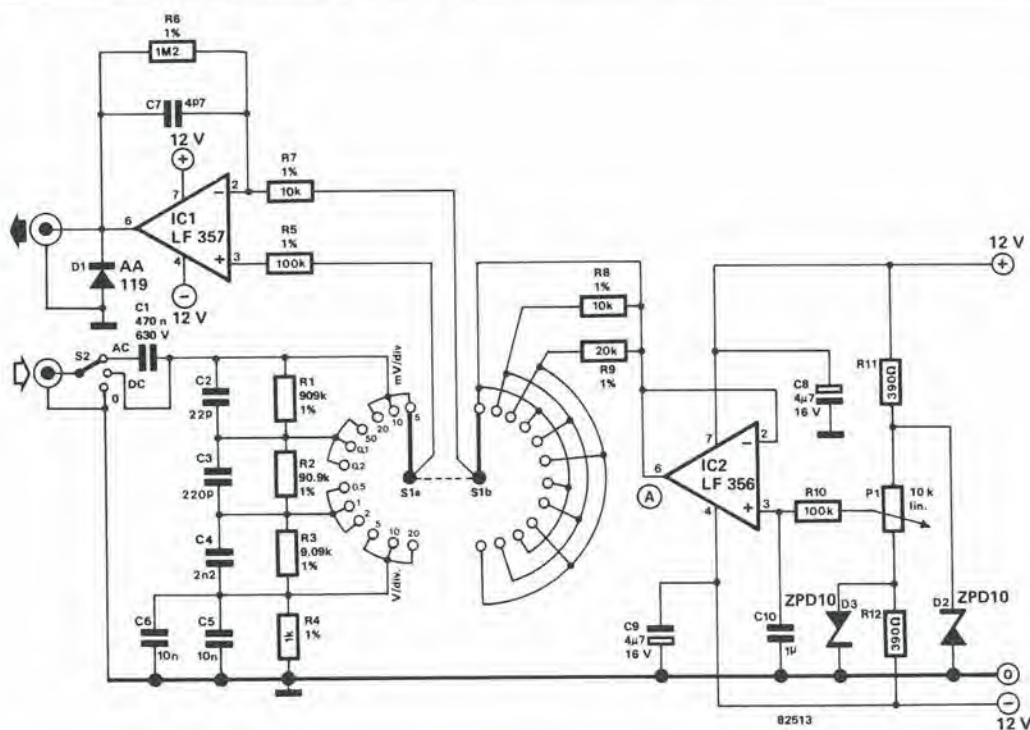 R6
1%
1M2
C7
4p7
12 V
+
7
2
−
IC1
LF 357
6
3
+
4
−
12 V
R7
1%
10k
R5
1%
100k
D1
AA
119
C1
470 n
630 V
S2
AC
DC
0
C2
22p
C3
220p
C4
2n2
C6
10n
C5
10n
R1
909k
1%
R2
90.9k
1%
R3
9,09k
1%
R4
1k
1%
mV/div.
5
10
20
50
0,1
0,2
0.5
1
2
5
10
20
V/div.
S1a
S1b
R8
1%
10k
20k
R9
1%
A
6
7
2
−
IC2
LF 356
4
+
3
C8
4µ7
16 V
C9
4µ7
16 V
R10
100k
C10
1µ
R11
390Ω
P1
10 k
lin.
ZPD10
D3
R12
390Ω
D2
ZPD10
12 V
+
0
−
12 V
82513